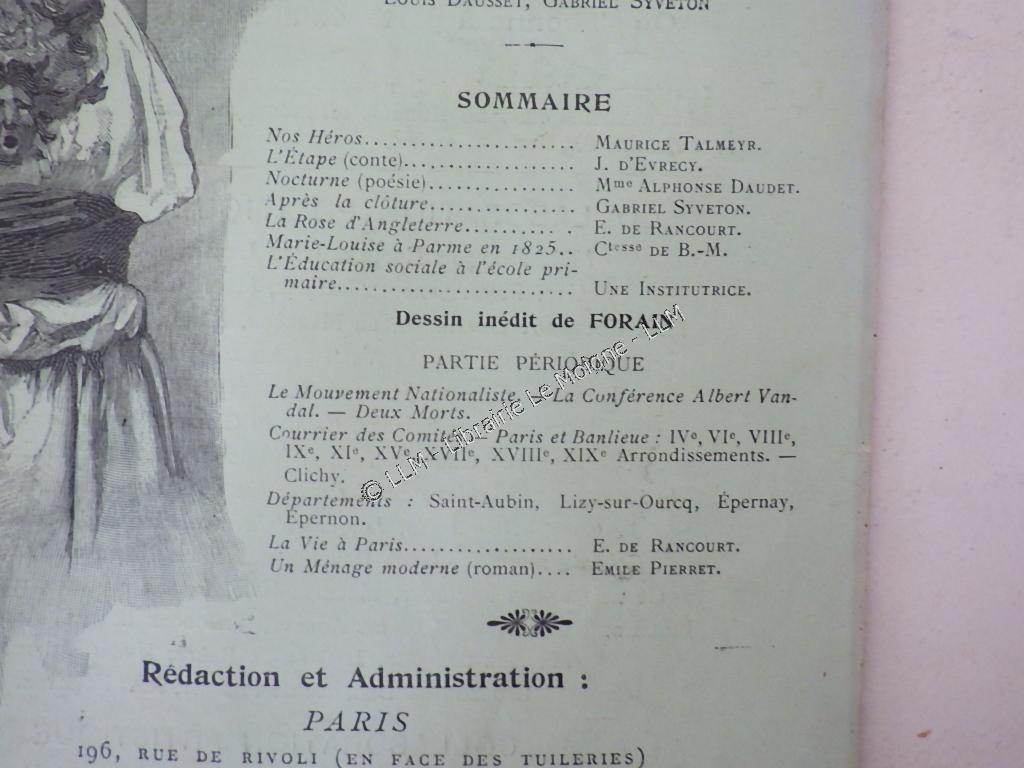 LOUIS DAUSSET, GABRIEL SYVETON
SOMMAIRE
Nos Héros........................ MAURICE TALMEYR.
L'Étape (conte)................... J. D'EVRECY.
Nocturne (poésie)................ Mme ALPHONSE DAUDET.
Après la clôture................. GABRIEL SYVETON.
La Rose d'Angleterre.......... . E. DE RANCOURT.
Marie-Louise à Parme en 1825.. Ctesse DE B.-M.
L'Éducation sociale à l'école pri-
maire.......................... UNE INSTITUTRICE.
Dessin inédit de FORAIN
PARTIE PÉRIODIQUE
Le Mouvement Nationaliste. — La Conférence Albert Van-
dal. — Deux Morts.
Courrier des Comités. — Paris et Banlieue : IVe, VIe, VIIIe,
IXe, XIe, XVe, XVIIe, XVIIIe, XIXe Arrondissements. —
Clichy.
Départements : Saint-Aubin, Lizy-sur-Ourcq, Épernay,
Épernon.
La Vie à Paris................... E. DE RANCOURT.
Un Ménage moderne (roman).... EMILE PIERRET.
Rédaction et Administration :
PARIS
196, RUE DE RIVOLI (EN FACE DES TUILERIES)
© LLM - Librairie Le Moigne - LLM